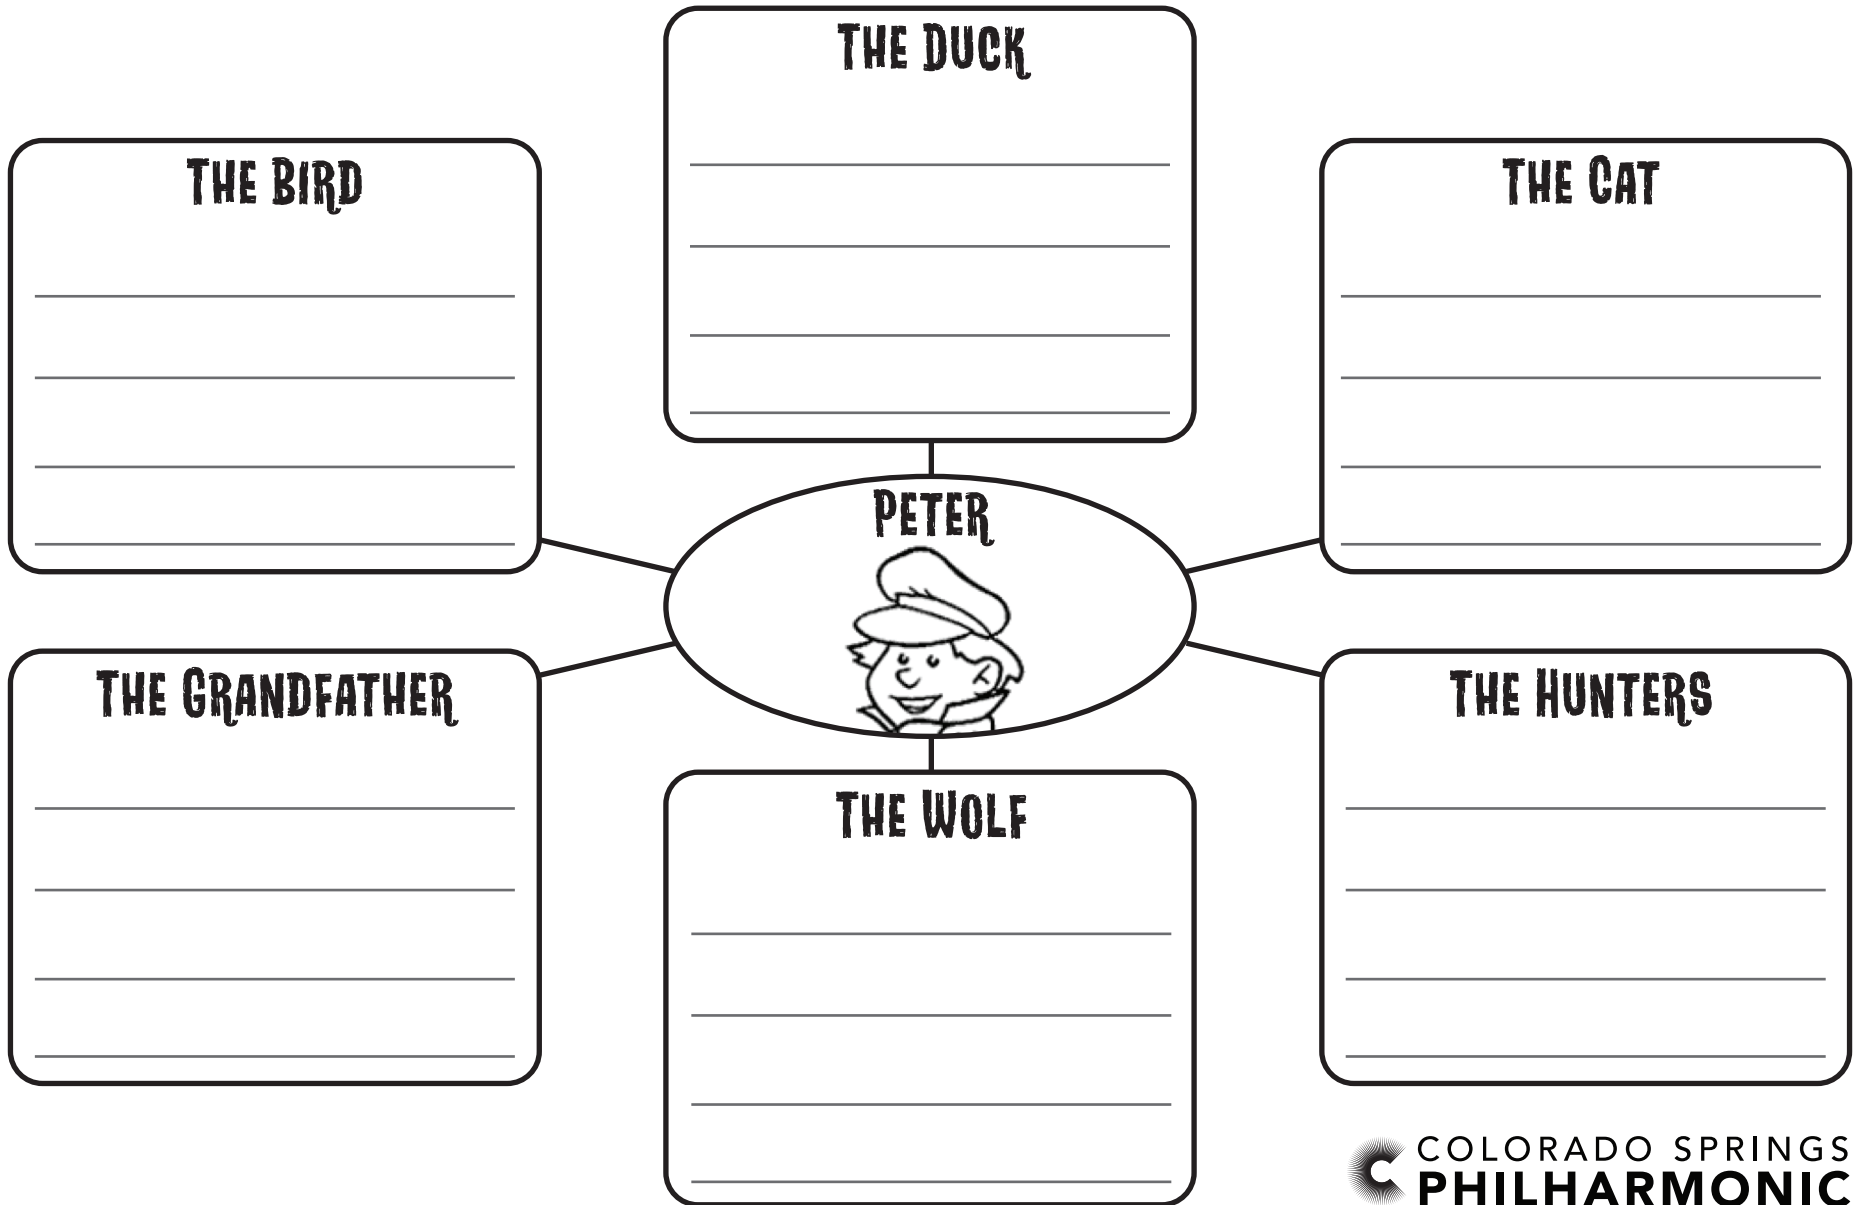 The Duck
The Bird
The Cat
Peter
The Grandfather
The Hunters
The Wolf
COLORADO SPRINGS
PHILHARMONIC